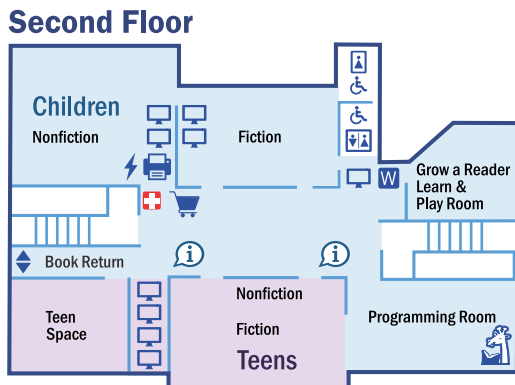 Second Floor
Children
Nonfiction
Fiction
W
Grow a Reader
Learn &
Play Room
i
i
Book Return
Teen
Space
Nonfiction
Fiction
Teens
Programming Room